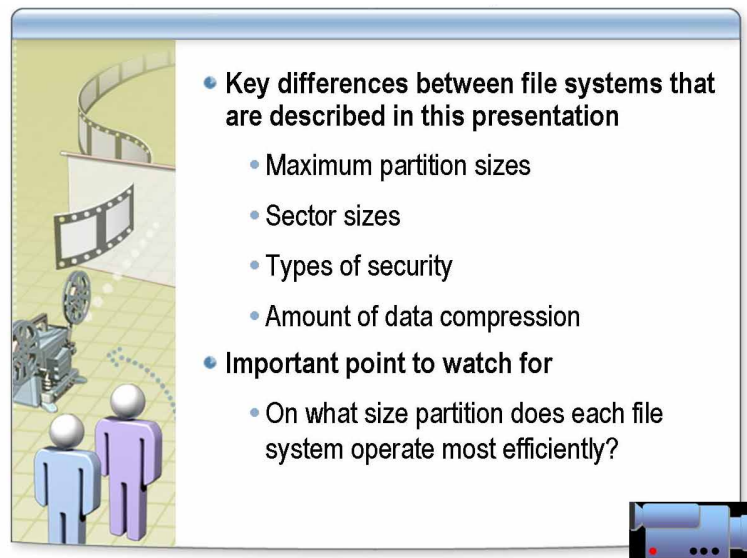 Key differences between file systems that
are described in this presentation
Maximum partition sizes
Sector sizes
Types of security
Amount of data compression
Important point to watch for
On what size partition does each file
system operate most efficiently?